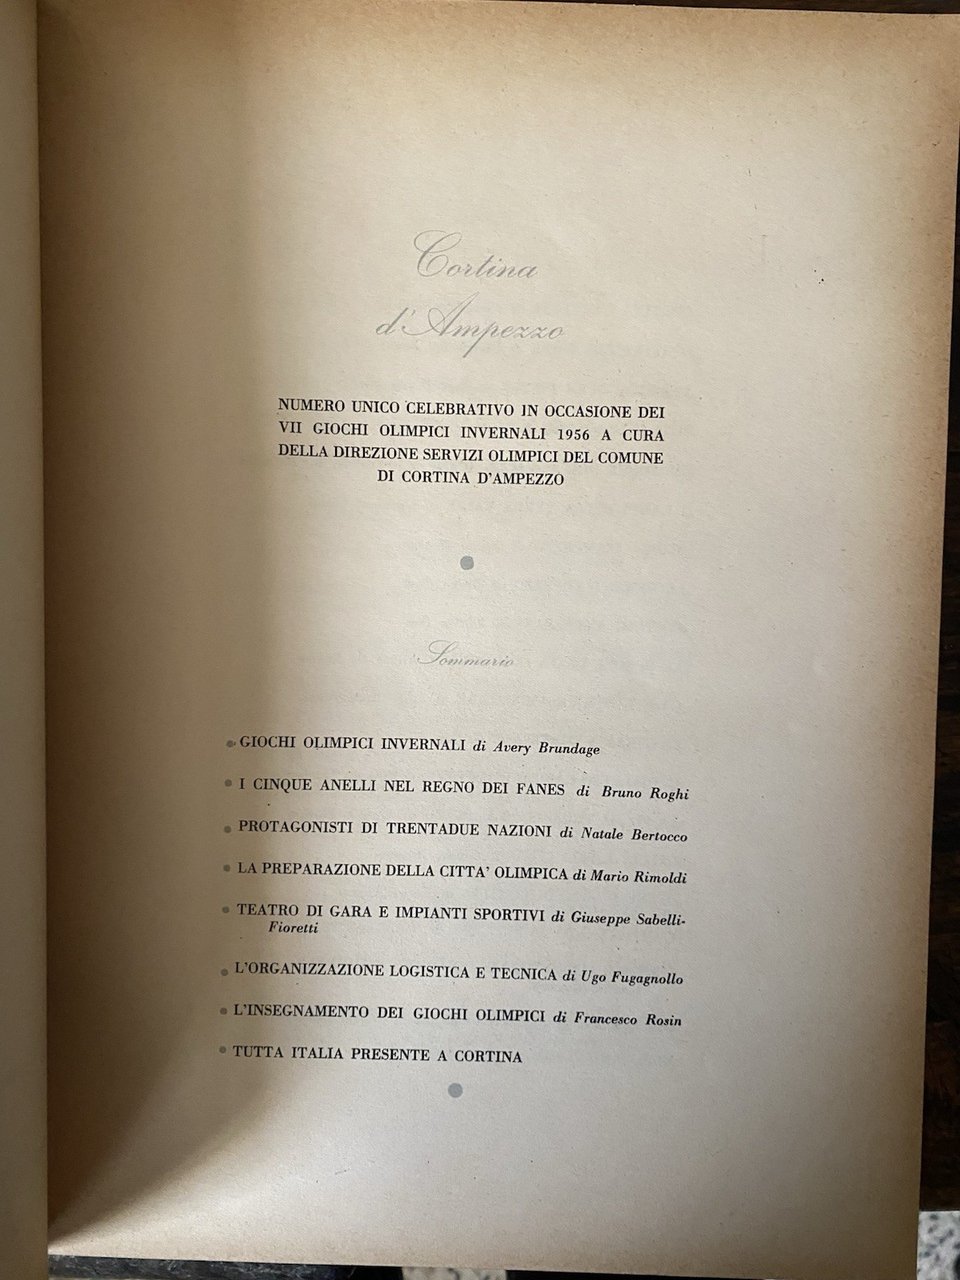 Cortina
d'Ampezzo
NUMERO UNICO CELEBRATIVO IN OCCASIONE DEI
VII GIOCHI OLIMPICI INVERNALI 1956 A CURA
DELLA DIREZIONE SERVIZI OLIMPICI DEL COMUNE
DI CORTINA D'AMPEZZO
Sommario
GIOCHI OLIMPICI INVERNALI di Avery Brundage
I CINQUE ANELLI NEL REGNO DEI FANES di Bruno Roghi
PROTAGONISTI DI TRENTADUE NAZIONI di Natale Bertocco
LA PREPARAZIONE DELLA CITTA' OLIMPICA di Mario Rimoldi
TEATRO DI GARA E IMPIANTI SPORTIVI di Giuseppe Sabelli-
Fioretti
L'ORGANIZZAZIONE LOGISTICA E TECNICA di Ugo Fugagnollo
L'INSEGNAMENTO DEI GIOCHI OLIMPICI di Francesco Rosin
TUTTA ITALIA PRESENTE A CORTINA